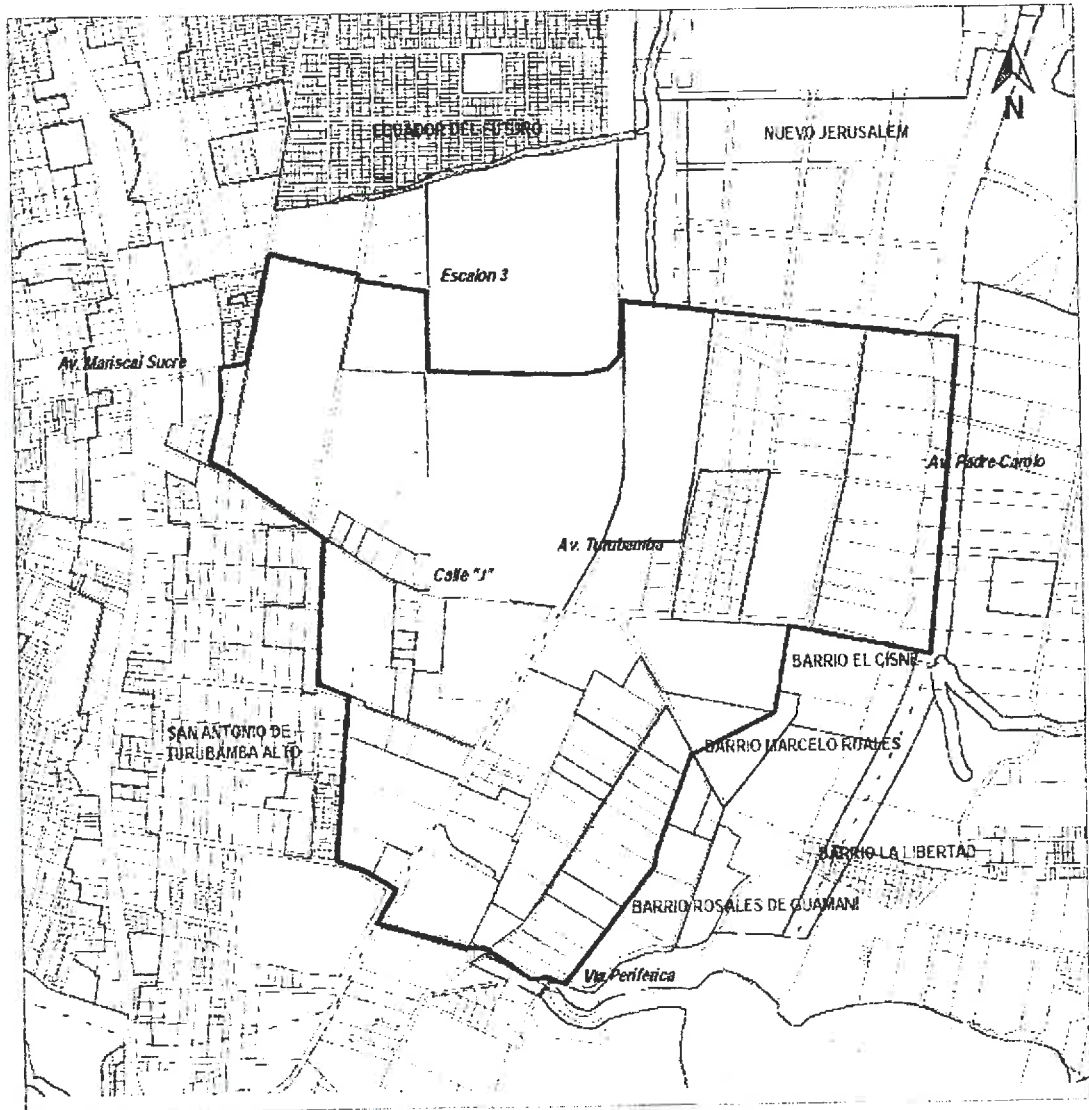 N
ECUADOR DEL FUTURO
NUEVO JERUSALEM
Escalon 3
Av. Mariscal Sucre
Av. Padre Carolo
Av. Turubamba
Calle "J"
BARRIO EL CISNE
SAN ANTONIO DE
TURUBAMBA ALTO
BARRIO MARCELO RUALES
BARRIO LA LIBERTAD
BARRIO ROSALES DE GUAMANI
Via Periferica